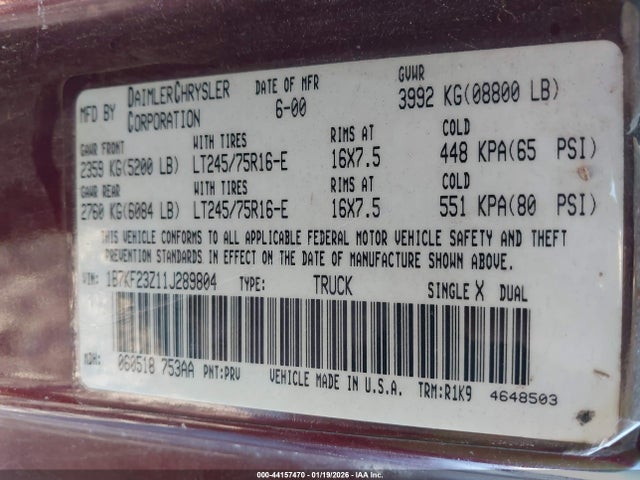 MFD BY DAIMLERCHRYSLER CORPORATION DATE OF MFR 6-00 GVWR 3992 KG(08800 LB)
GAWR FRONT WITH TIRES RIMS AT COLD
2359 KG(5200 LB) LT245/75R16-E 16X7.5 448 KPA(65 PSI)
GAWR REAR WITH TIRES RIMS AT COLD
2760 KG(6084 LB) LT245/75R16-E 16X7.5 551 KPA(80 PSI)
THIS VEHICLE CONFORMS TO ALL APPLICABLE FEDERAL MOTOR VEHICLE SAFETY AND THEFT
PREVENTION STANDARDS IN EFFECT ON THE DATE OF MANUFACTURE SHOWN ABOVE.
VIN: 1B7KF23Z11J289804 TYPE: TRUCK SINGLE X DUAL
MDH: 060518 753AA PNT:PRV VEHICLE MADE IN U.S.A. TRM:R1K9 4648503
000-44157470 - 01/19/2026 - IAA Inc.